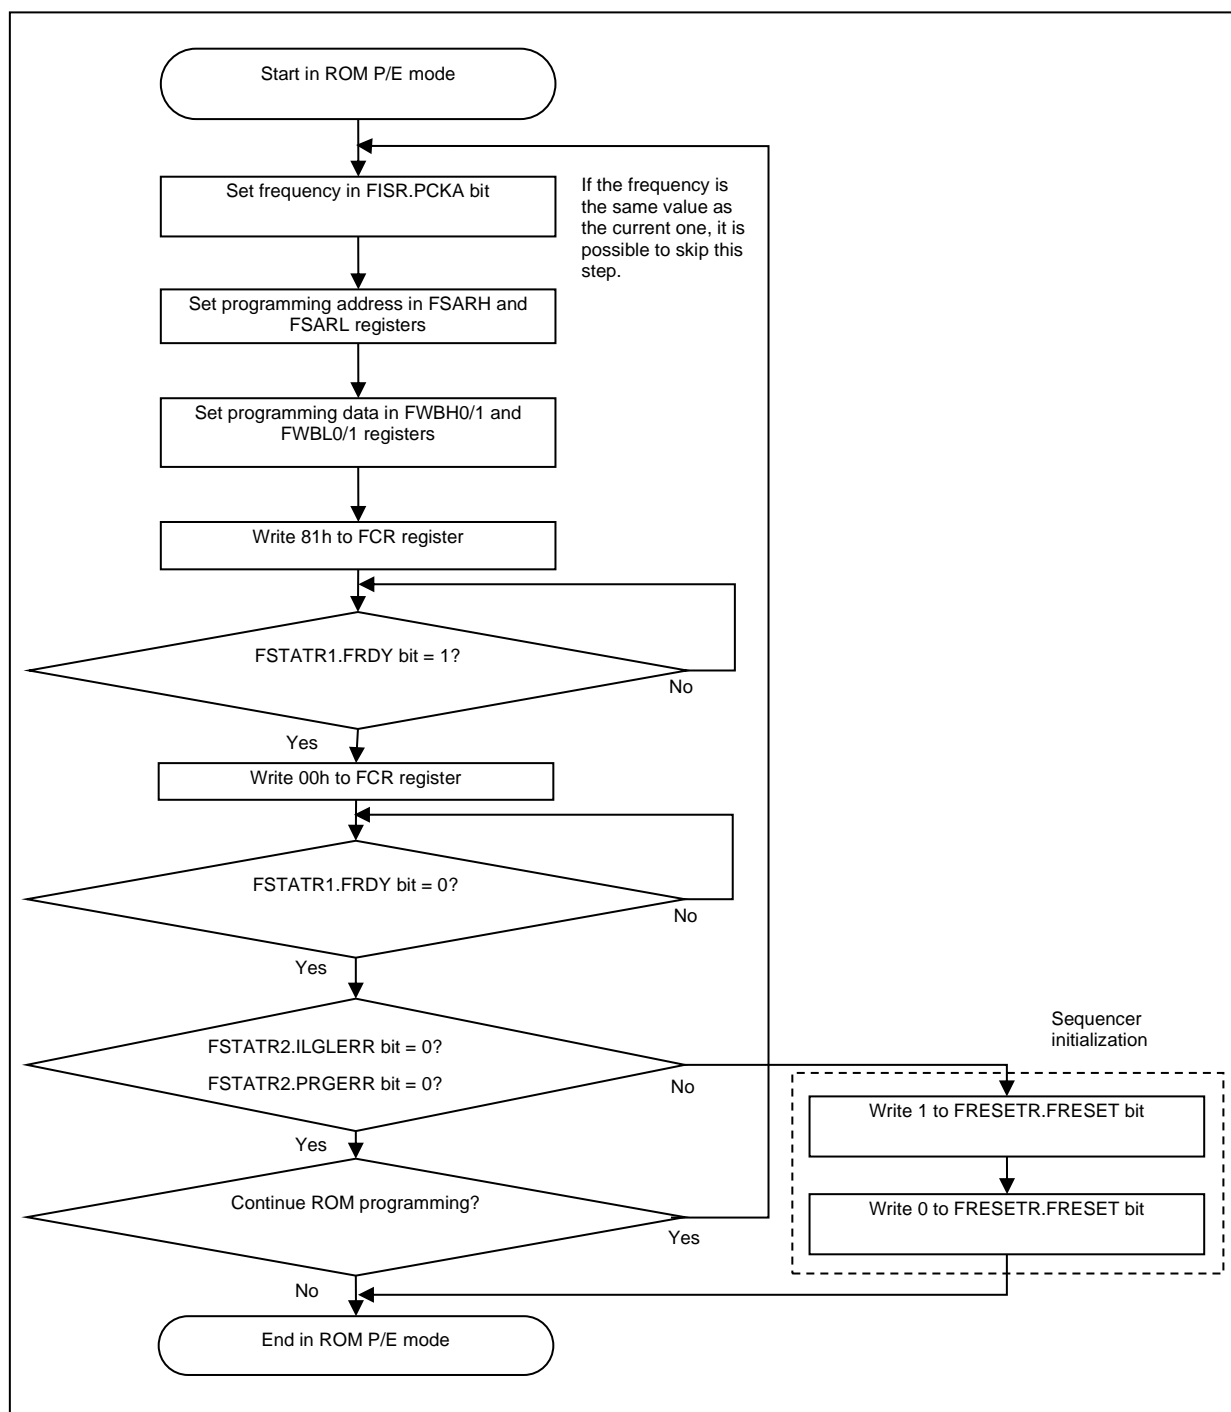 Start in ROM P/E mode
Set frequency in FISR.PCKA bit
If the frequency is
the same value as
the current one, it is
possible to skip this
step.
Set programming address in FSARH and
FSARL registers
Set programming data in FWBH0/1 and
FWBL0/1 registers
Write 81h to FCR register
FSTATR1.FRDY bit = 1?
No
Yes
Write 00h to FCR register
FSTATR1.FRDY bit = 0?
No
Yes
FSTATR2.ILGLERR bit = 0?
FSTATR2.PRGERR bit = 0?
No
Yes
Sequencer
initialization
Write 1 to FRESETR.FRESET bit
Write 0 to FRESETR.FRESET bit
Continue ROM programming?
Yes
No
End in ROM P/E mode